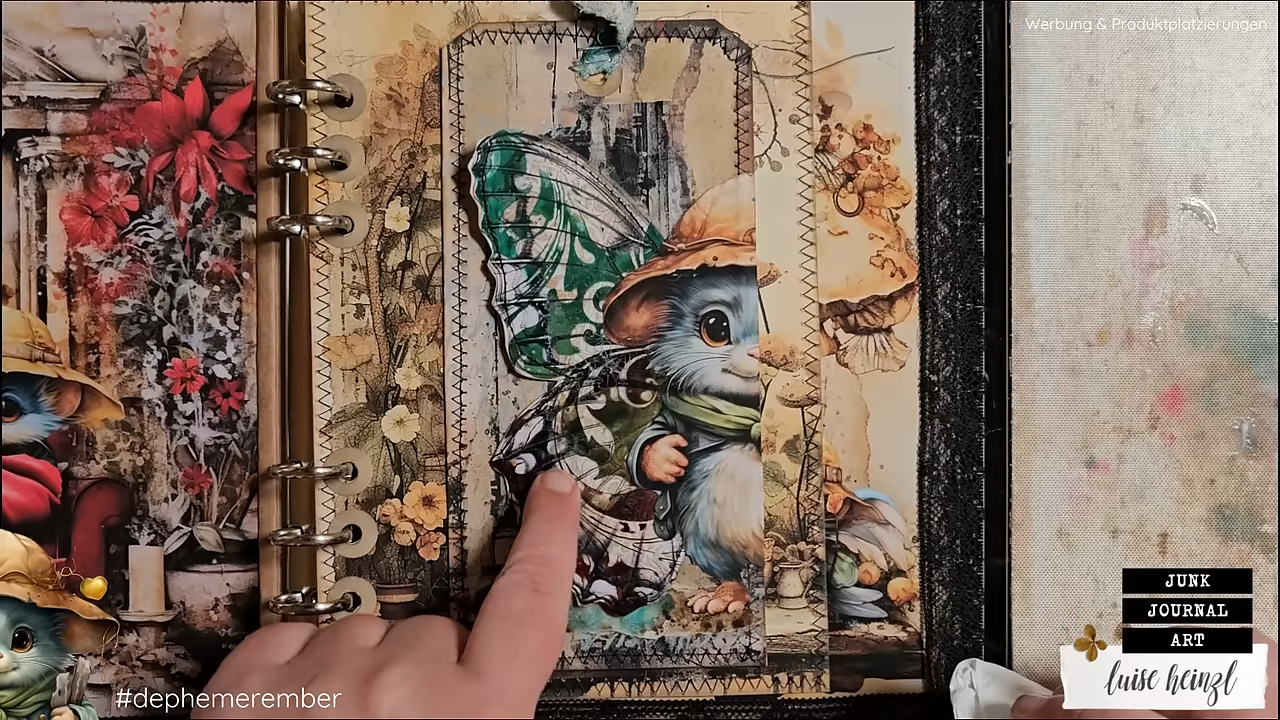 Werbung & Produktplatzierungen
JUNK
JOURNAL
ART
luise heinzl
#dephemerember